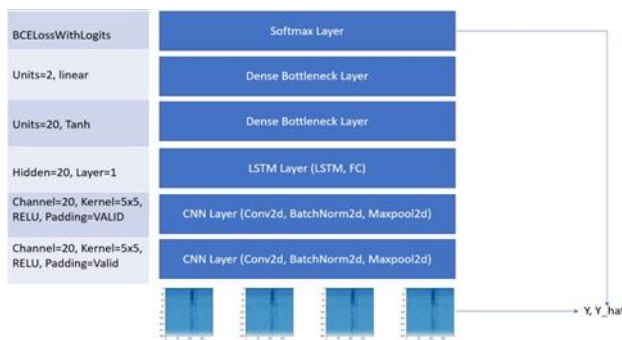 BCELossWithLogits
Softmax Layer
Units=2, linear
Dense Bottleneck Layer
Units=20, Tanh
Dense Bottleneck Layer
Hidden=20, Layer=1
LSTM Layer (LSTM, FC)
Channel=20, Kernel=5x5,
RELU, Padding=VALID
CNN Layer (Conv2d, BatchNorm2d, Maxpool2d)
Channel=20, Kernel=5x5,
RELU, Padding=Valid
CNN Layer (Conv2d, BatchNorm2d, Maxpool2d)
Y, Y_hat